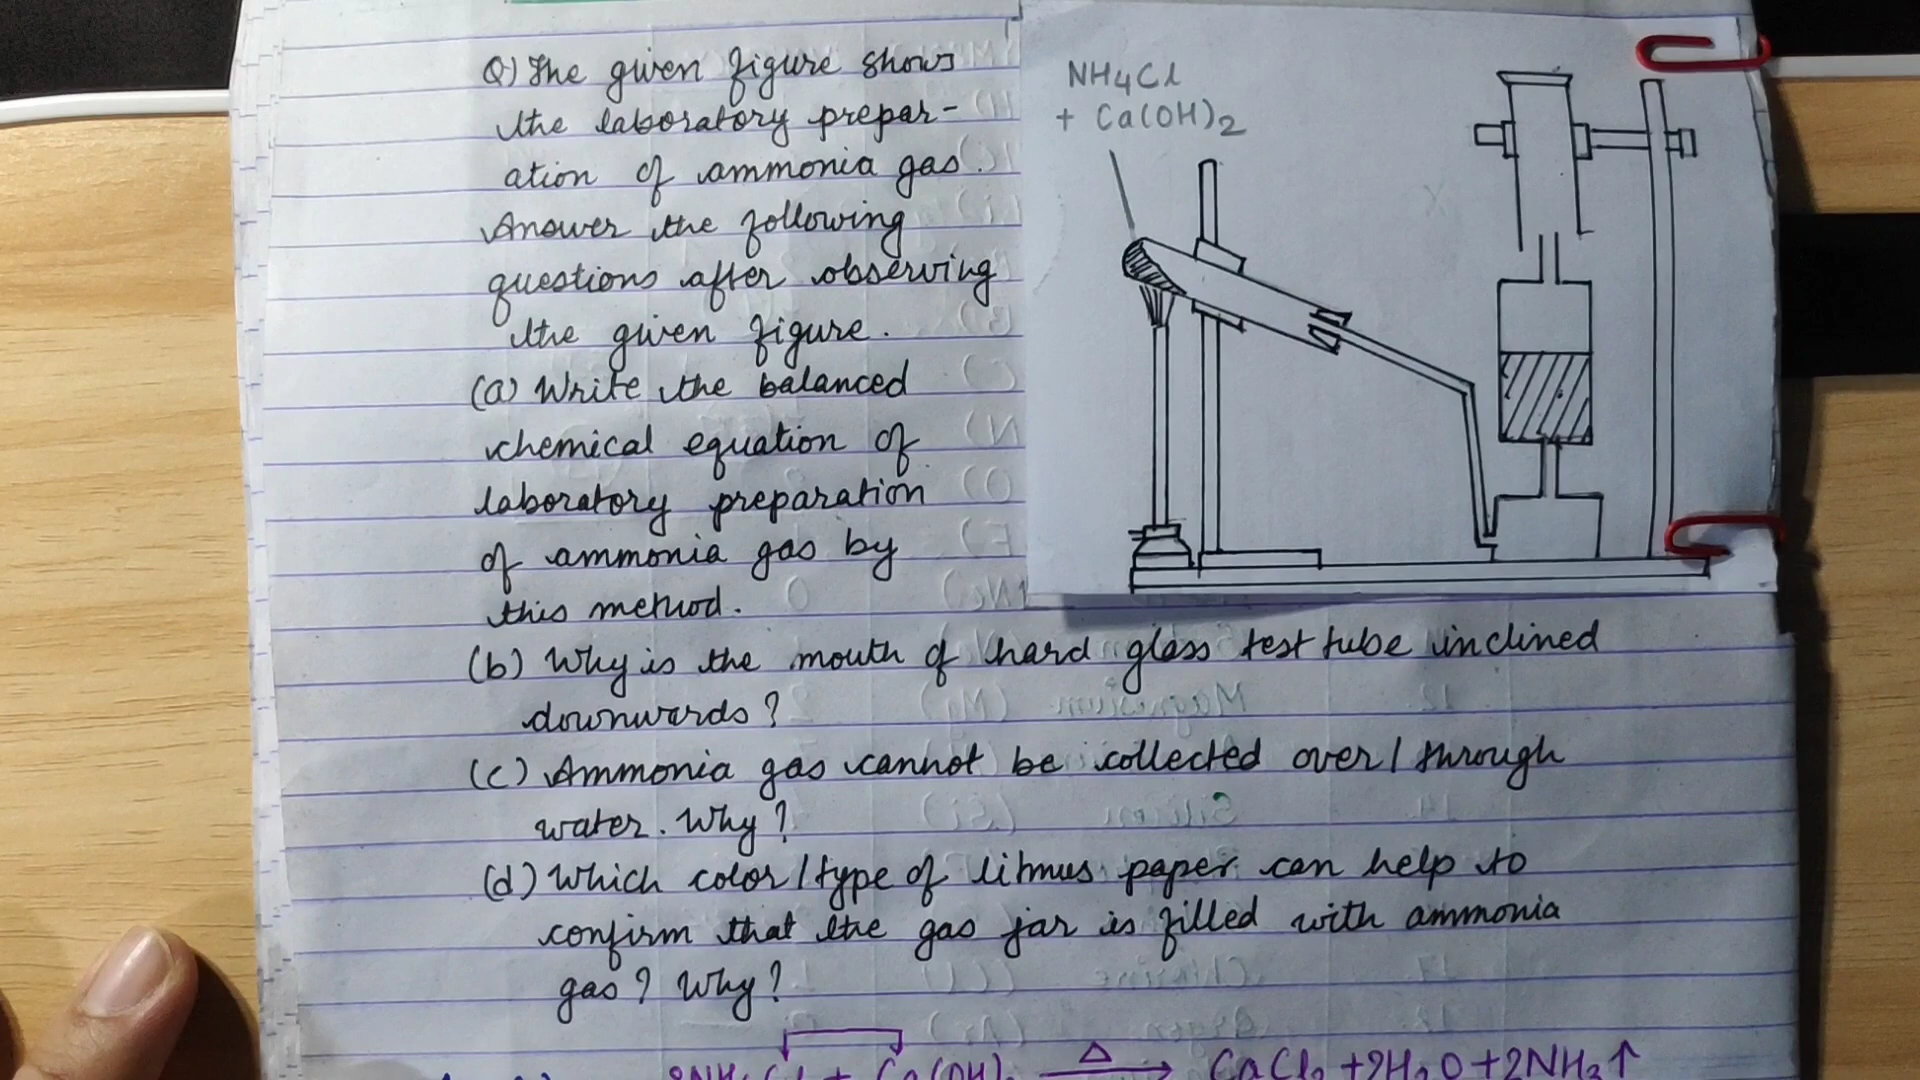 Q) The given figure shows
the laboratory prepar-
ation of ammonia gas.
Answer the following
questions after observing
the given figure.
NH4Cl
+ Ca(OH)2
(a) Write the balanced
chemical equation of
laboratory preparation
of ammonia gas by
this method.
(b) Why is the mouth of hard glass test tube inclined
downwards?
(c) Ammonia gas cannot be collected over / through
water. Why?
(d) Which color / type of litmus paper can help to
confirm that the gas jar is filled with ammonia
gas? Why?
2NH4Cl + Ca(OH)2 Δ→ CaCl2 + 2H2O + 2NH3↑